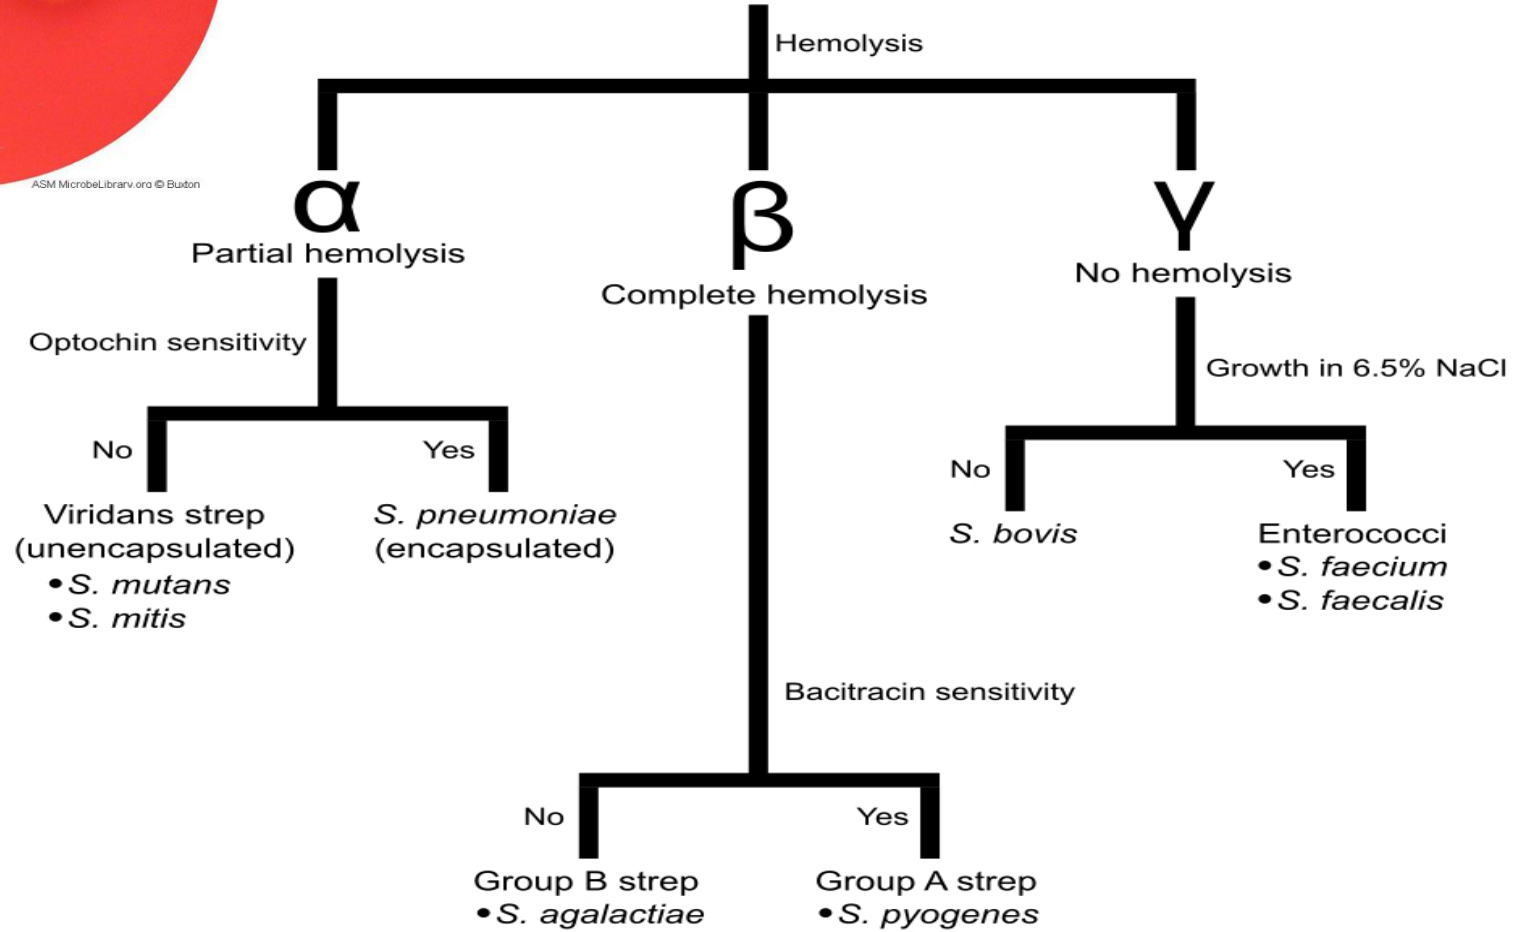 Hemolysis
ASM MicrobeLibrary.org © Buxton
α
Partial hemolysis
β
Complete hemolysis
γ
No hemolysis
Optochin sensitivity
No
Yes
Viridans strep
(unencapsulated)
•S. mutans
•S. mitis
S. pneumoniae
(encapsulated)
Growth in 6.5% NaCl
No
Yes
S. bovis
Enterococci
•S. faecium
•S. faecalis
Bacitracin sensitivity
No
Yes
Group B strep
•S. agalactiae
Group A strep
•S. pyogenes